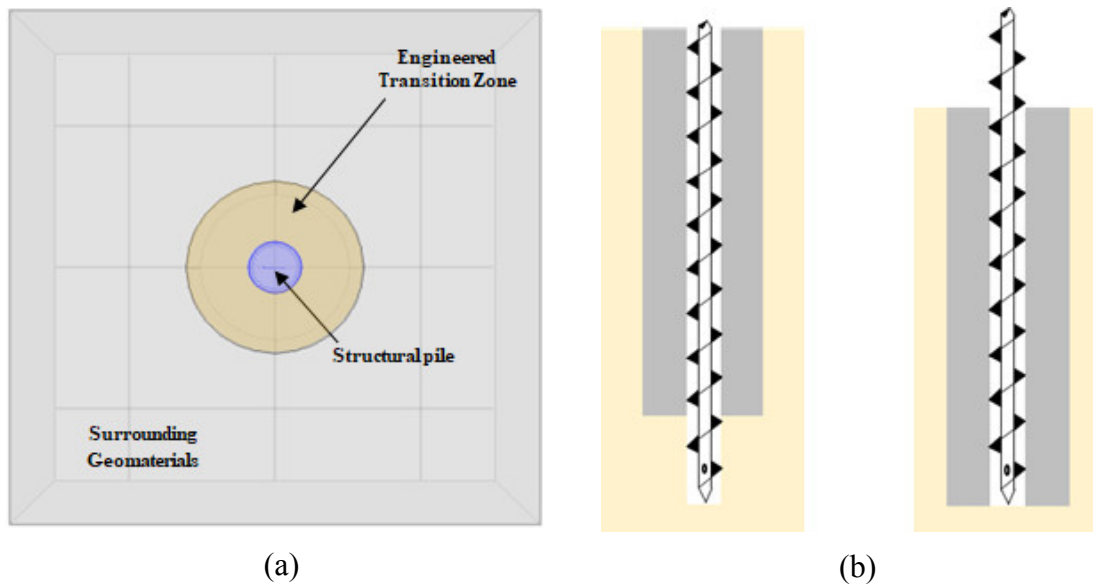 Engineered
Transition Zone
Structural pile
Surrounding
Geomaterials
(a)
(b)